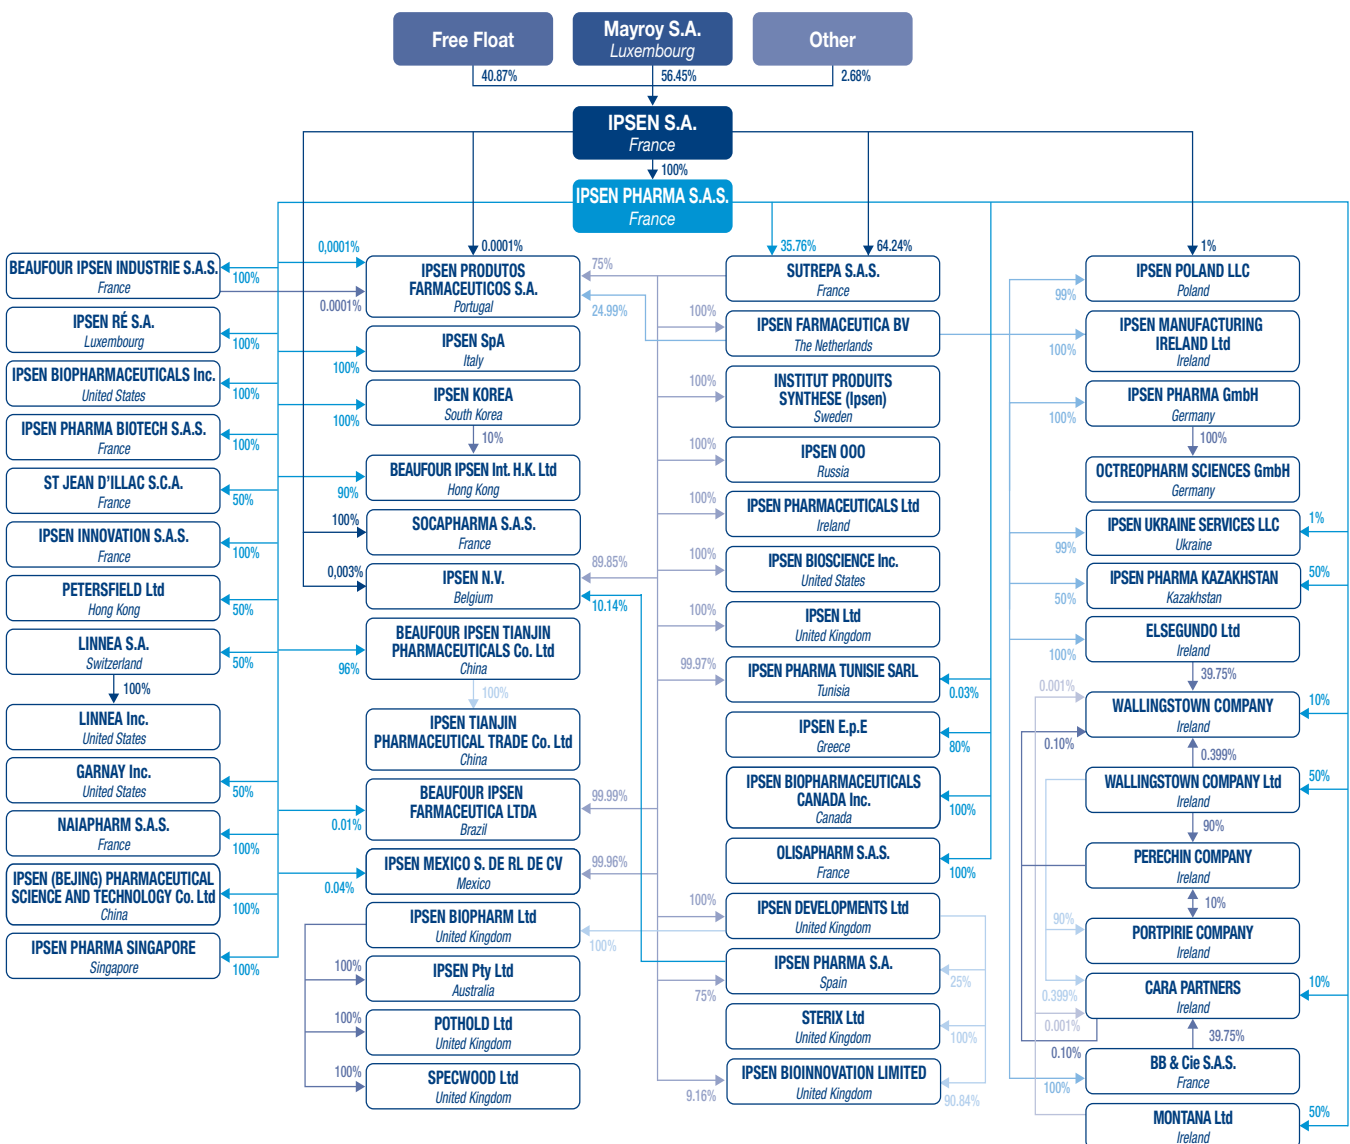 Free Float
Mayroy S.A.
Luxembourg
Other
40.87%
56.45%
2.68%
IPSEN S.A.
France
100%
IPSEN PHARMA S.A.S.
France
BEAUFOUR IPSEN INDUSTRIE S.A.S.
France
100%
IPSEN RÉ S.A.
Luxembourg
100%
IPSEN BIOPHARMACEUTICALS Inc.
United States
100%
IPSEN PHARMA BIOTECH S.A.S.
France
100%
ST JEAN D'ILLAC S.C.A.
France
50%
IPSEN INNOVATION S.A.S.
France
100%
PETERSFIELD Ltd
Hong Kong
50%
LINNEA S.A.
Switzerland
50%
100%
LINNEA Inc.
United States
GARNAY Inc.
United States
50%
NAIAPHARM S.A.S.
France
100%
IPSEN (BEJING) PHARMACEUTICAL
SCIENCE AND TECHNOLOGY Co. Ltd
China
100%
IPSEN PHARMA SINGAPORE
Singapore
100%
0,0001%
0.0001%
0.0001%
IPSEN PRODUTOS
FARMACEUTICOS S.A.
Portugal
75%
24.99%
IPSEN SpA
Italy
100%
IPSEN KOREA
South Korea
100%
10%
BEAUFOUR IPSEN Int. H.K. Ltd
Hong Kong
90%
100%
SOCAPHARMA S.A.S.
France
0,003%
IPSEN N.V.
Belgium
89.85%
10.14%
BEAUFOUR IPSEN TIANJIN
PHARMACEUTICALS Co. Ltd
China
96%
100%
IPSEN TIANJIN
PHARMACEUTICAL TRADE Co. Ltd
China
BEAUFOUR IPSEN
FARMACEUTICA LTDA
Brazil
0.01%
99.99%
IPSEN MEXICO S. DE RL DE CV
Mexico
0.04%
99.96%
IPSEN BIOPHARM Ltd
United Kingdom
100%
100%
IPSEN Pty Ltd
Australia
100%
POTHOLD Ltd
United Kingdom
100%
SPECWOOD Ltd
United Kingdom
35.76%
64.24%
SUTREPA S.A.S.
France
100%
IPSEN FARMACEUTICA BV
The Netherlands
100%
INSTITUT PRODUITS
SYNTHESE (Ipsen)
Sweden
100%
IPSEN OOO
Russia
100%
IPSEN PHARMACEUTICALS Ltd
Ireland
100%
IPSEN BIOSCIENCE Inc.
United States
100%
IPSEN Ltd
United Kingdom
99.97%
IPSEN PHARMA TUNISIE SARL
Tunisia
0.03%
IPSEN E.p.E
Greece
80%
IPSEN BIOPHARMACEUTICALS
CANADA Inc.
Canada
100%
OLISAPHARM S.A.S.
France
100%
100%
IPSEN DEVELOPMENTS Ltd
United Kingdom
75%
IPSEN PHARMA S.A.
Spain
25%
STERIX Ltd
United Kingdom
100%
9.16%
IPSEN BIOINNOVATION LIMITED
United Kingdom
90.84%
1%
IPSEN POLAND LLC
Poland
99%
IPSEN MANUFACTURING
IRELAND Ltd
Ireland
100%
IPSEN PHARMA GmbH
Germany
100%
100%
OCTREOPHARM SCIENCES GmbH
Germany
IPSEN UKRAINE SERVICES LLC
Ukraine
99%
1%
IPSEN PHARMA KAZAKHSTAN
Kazakhstan
50%
50%
ELSEGUNDO Ltd
Ireland
100%
39.75%
0.001%
WALLINGSTOWN COMPANY
Ireland
10%
0.10%
0.399%
WALLINGSTOWN COMPANY Ltd
Ireland
50%
90%
PERECHIN COMPANY
Ireland
10%
90%
PORTPIRIE COMPANY
Ireland
CARA PARTNERS
Ireland
10%
0.399%
0.001%
0.10%
39.75%
BB & Cie S.A.S.
France
100%
MONTANA Ltd
Ireland
50%